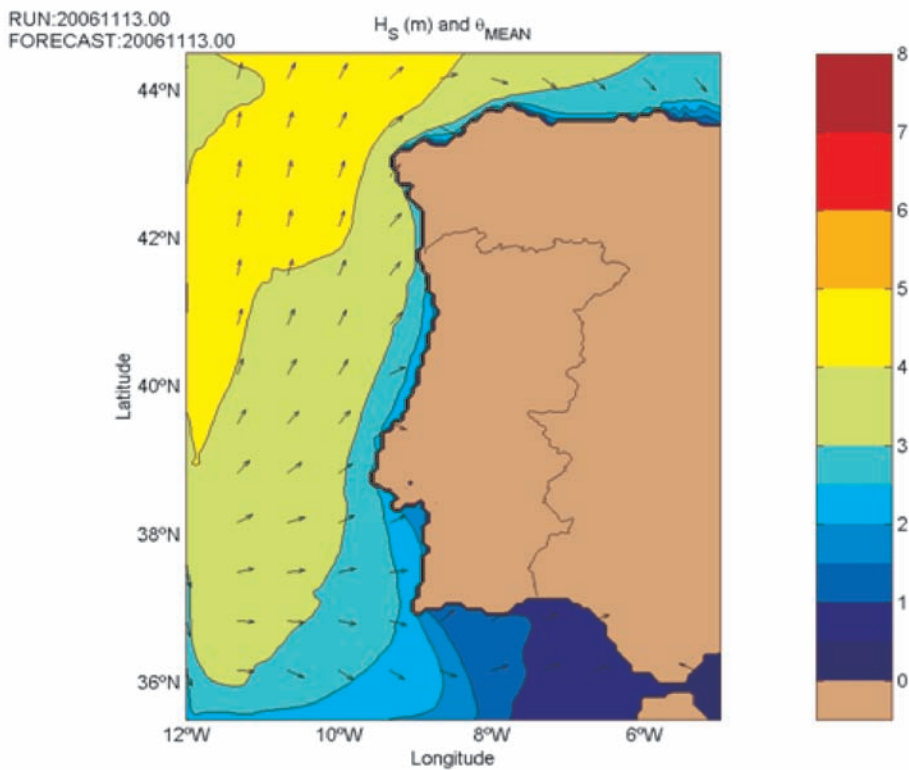 RUN:20061113.00
FORECAST:20061113.00
H_S (m) and θ_MEAN
44ºN
42ºN
40ºN
38ºN
36ºN
Latitude
12ºW
10ºW
8ºW
6ºW
Longitude
8
7
6
5
4
3
2
1
0